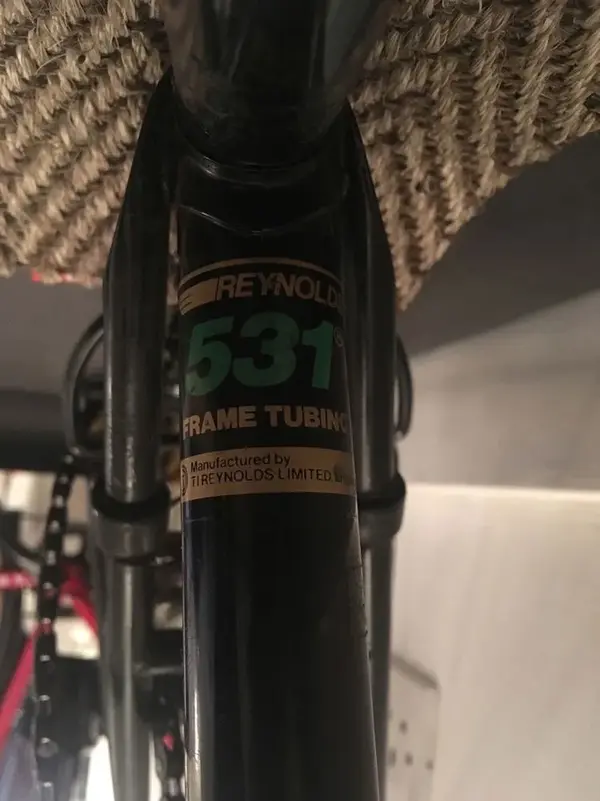 REYNOLD
531
FRAME TUBING
Manufactured by
TI REYNOLDS LIMITED